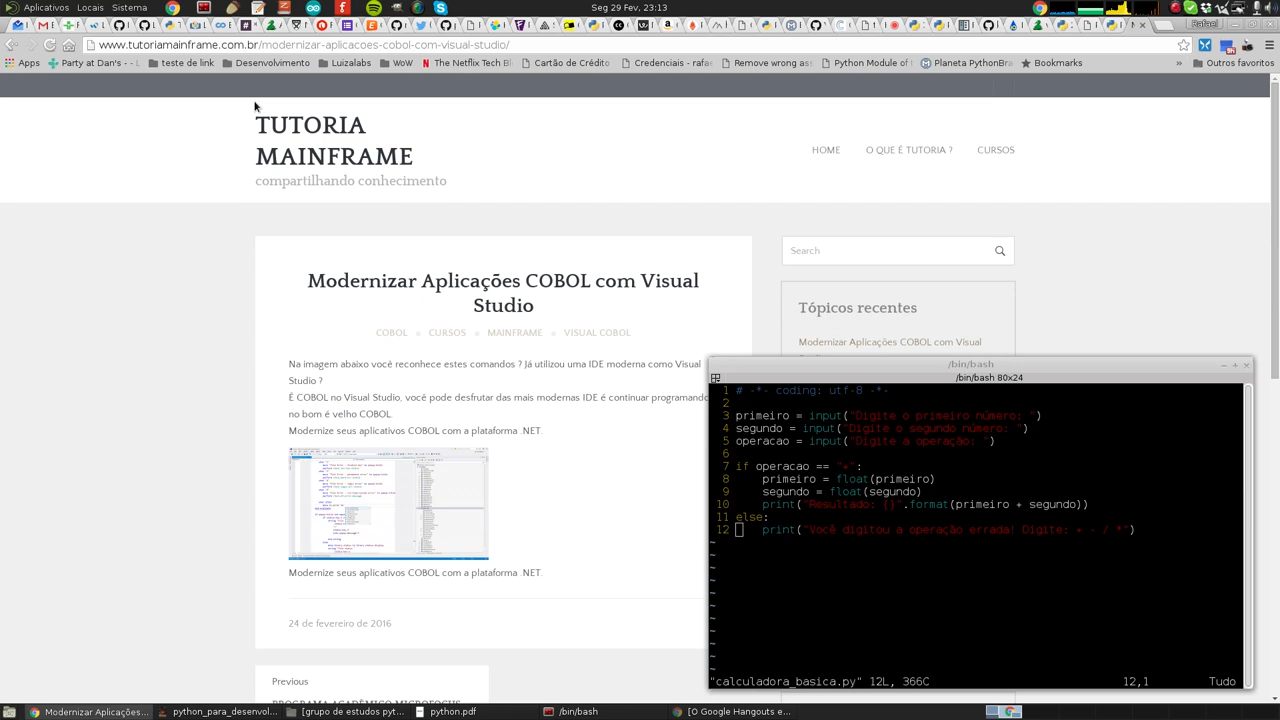 Aplicativos Locais Sistema
Seg 29 Fev, 23:13
Rafael
www.tutoriamainframe.com.br/modernizar-aplicacoes-cobol-com-visual-studio/
Apps Party at Dan's - teste de link Desenvolvimento Luizalabs WoW The Netflix Tech Bl Cartão de Crédito Credenciais - rafa Remove wrong as Python Module of Planeta PythonBra Bookmarks » Outros favoritos
TUTORIA
MAINFRAME
compartilhando conhecimento
HOME O QUE É TUTORIA ? CURSOS
Search
Modernizar Aplicações COBOL com Visual
Studio
COBOL CURSOS MAINFRAME VISUAL COBOL
Na imagem abaixo você reconhece estes comandos ? Já utilizou uma IDE moderna como Visual
Studio ?
É COBOL no Visual Studio, você pode desfrutar das mais modernas IDE é continuar programando
no bom é velho COBOL.
Modernize seus aplicativos COBOL com a plataforma .NET.
Modernize seus aplicativos COBOL com a plataforma .NET.
24 de fevereiro de 2016
Previous
Tópicos recentes
Modernizar Aplicações COBOL com Visual
/bin/bash
/bin/bash 80x24
1 # -*- coding: utf-8 -*-
2
3 primeiro = input("Digite o primeiro número: ")
4 segundo = input("Digite o segundo número: ")
5 operacao = input("Digite a operação: ")
6
7 if operacao == "+"
8 primeiro = float(primeiro)
9 segundo = float(segundo)
10 print("Resultado: {}".format(primeiro + segundo))
11 else:
12 print("Você digitou a operação errada! Digite: + - / *")
~
~
~
~
~
~
~
~
~
~
~
"calculadora_basica.py" 12L, 366C 12,1 Tudo
Modernizar Aplicações... python_para_desenvol... [grupo de estudos pyt... python.pdf /bin/bash [O Google Hangouts e...